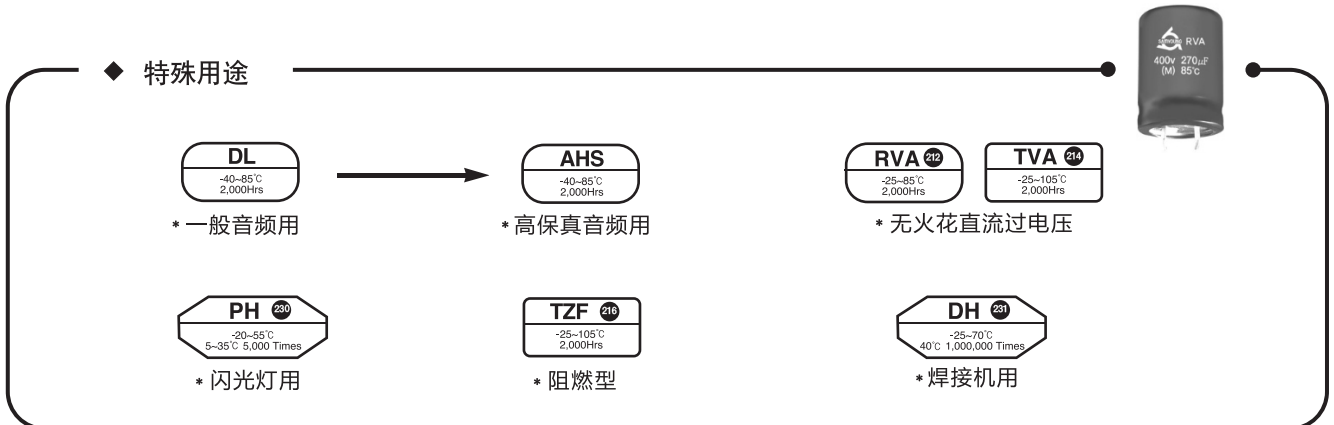 ◆ 特殊用途
SAMYOUNG RVA
400v 270µF
(M) 85℃
DL
-40~85℃
2,000Hrs
* 一般音频用
AHS
-40~85℃
2,000Hrs
* 高保真音频用
RVA 212
-25~85℃
2,000Hrs
TVA 214
-25~105℃
2,000Hrs
* 无火花直流过电压
PH 230
-20~55℃
5~35℃ 5,000 Times
* 闪光灯用
TZF 216
-25~105℃
2,000Hrs
* 阻燃型
DH 231
-25~70℃
40℃ 1,000,000 Times
* 焊接机用